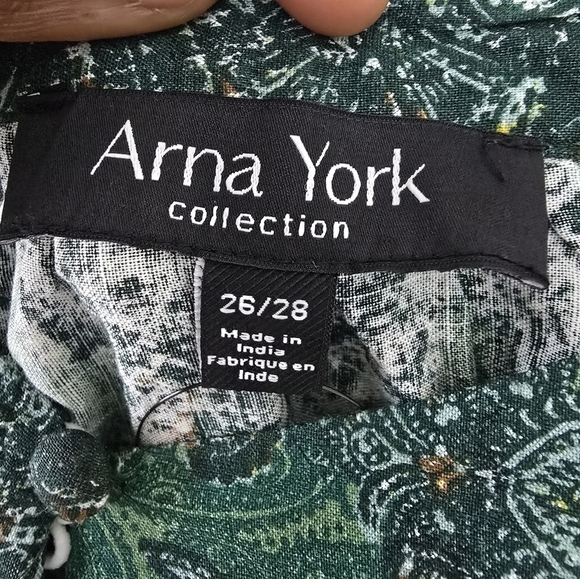 Arna York
collection
26/28
Made in
India
Fabrique en
Inde